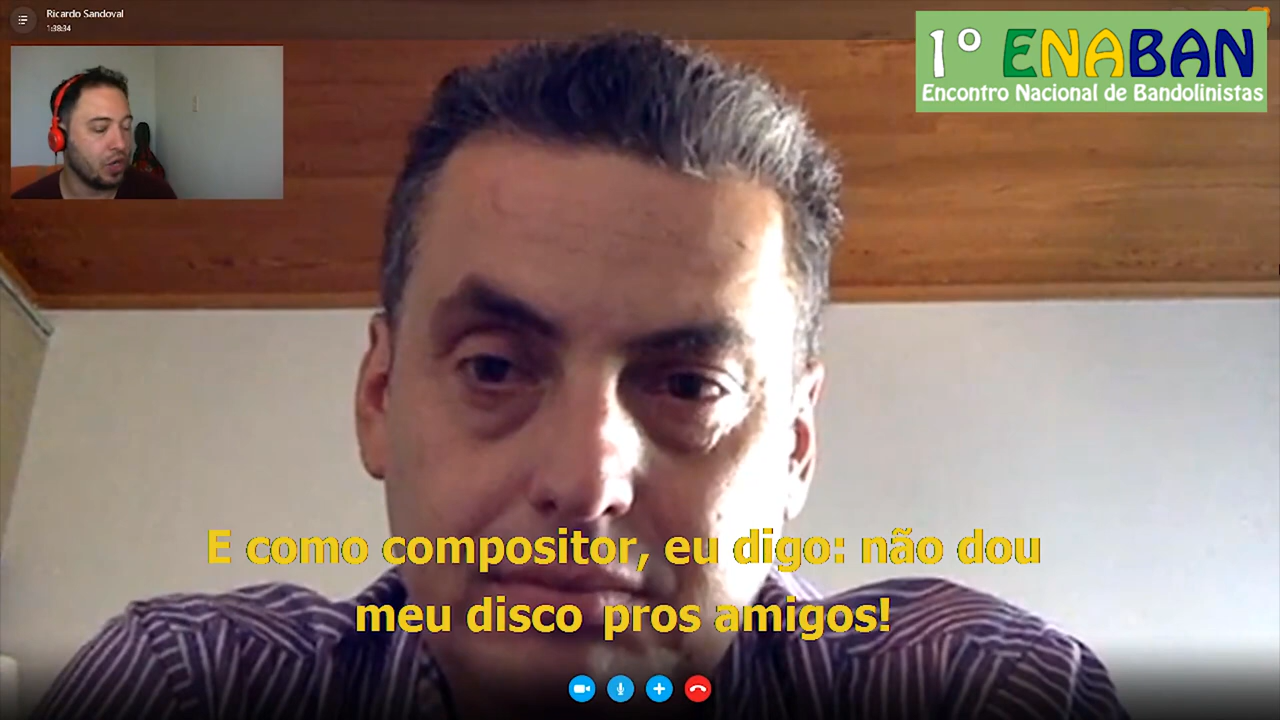 Ricardo Sandoval
1:38:34
1º ENABAN
Encontro Nacional de Bandolinistas
E como compositor, eu digo: não dou
meu disco pros amigos!